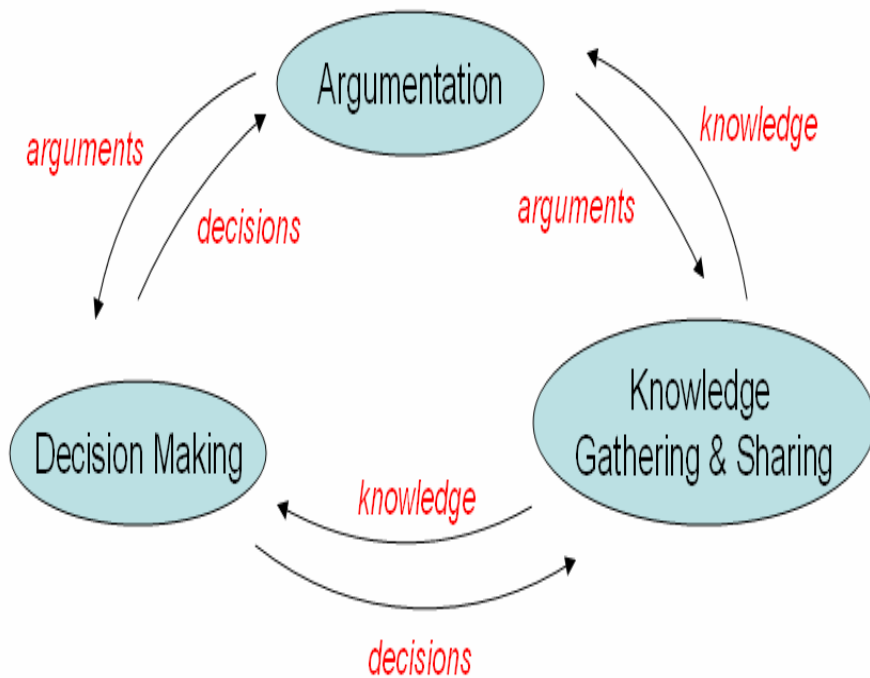 Argumentation
arguments
knowledge
decisions
arguments
Knowledge
Gathering & Sharing
Decision Making
knowledge
decisions